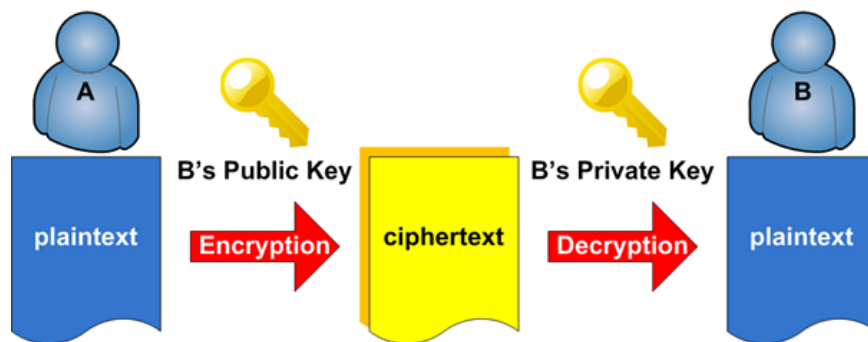 A
B
B's Public Key
B's Private Key
plaintext
Encryption
ciphertext
Decryption
plaintext